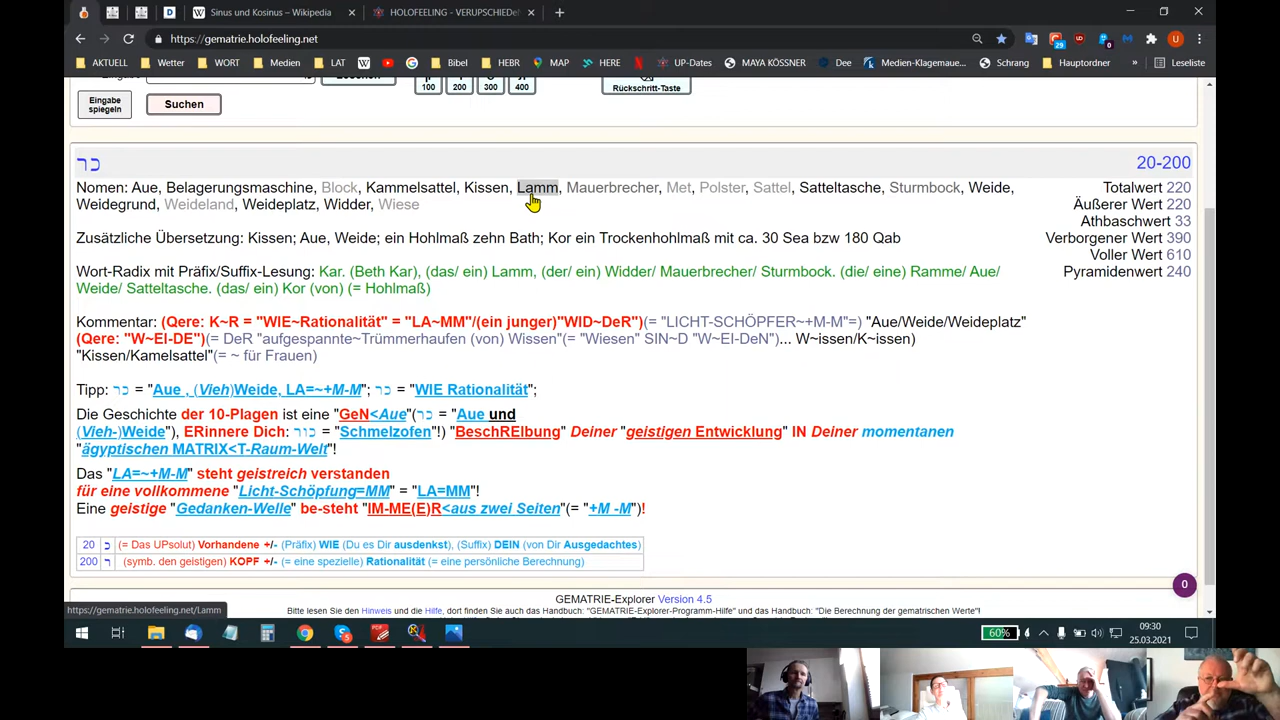 Sinus und Kosinus – Wikipedia
HOLOFEELING - VERUPSCHIEDe
https://gematrie.holofeeling.net
AKTUELL Wetter WORT Medien LAT UP Bibel HEBR MAP HERE UP-Dates MAYA KÖSSNER Dee Medien-Klagemaue... Schrang Hauptordner Leseliste
100 200 300 400
Rückschritt-Taste
Eingabe spiegeln
Suchen
כר 20-200
Nomen: Aue, Belagerungsmaschine, Block, Kammelsattel, Kissen, Lamm, Mauerbrecher, Met, Polster, Sattel, Satteltasche, Sturmbock, Weide,
Weidegrund, Weideland, Weideplatz, Widder, Wiese
Totalwert 220
Äußerer Wert 220
Athbaschwert 33
Verborgener Wert 390
Voller Wert 610
Pyramidenwert 240
Zusätzliche Übersetzung: Kissen; Aue, Weide; ein Hohlmaß zehn Bath; Kor ein Trockenhohlmaß mit ca. 30 Sea bzw 180 Qab
Wort-Radix mit Präfix/Suffix-Lesung: Kar. (Beth Kar), (das/ ein) Lamm, (der/ ein) Widder/ Mauerbrecher/ Sturmbock. (die/ eine) Ramme/ Aue/
Weide/ Satteltasche. (das/ ein) Kor (von) (= Hohlmaß)
Kommentar: (Qere: K~R = "WIE~Rationalität" = "LA~MM"/(ein junger)"WID~DeR")(= "LICHT-SCHÖPFER~+M-M"=) "Aue/Weide/Weideplatz"
(Qere: "W~EI-DE")(= DeR "aufgespannte~Trümmerhaufen (von) Wissen"(= "Wiesen" SIN~D "W~EI-DeN")... W~issen/K~issen)
"Kissen/Kamelsattel"(= ~ für Frauen)
Tipp: כר = "Aue , (Vieh)Weide, LA=~+M-M"; כר = "WIE Rationalität";
Die Geschichte der 10-Plagen ist eine "GeN<Aue"(כר = "Aue und
(Vieh-)Weide"), ERinnere Dich: כור = "Schmelzofen"!) "BeschREIbung" Deiner "geistigen Entwicklung" IN Deiner momentanen
"ägyptischen MATRIX<T-Raum-Welt"!
Das "LA=~+M-M" steht geistreich verstanden
für eine vollkommene "Licht-Schöpfung=MM" = "LA=MM"!
Eine geistige "Gedanken-Welle" be-steht "IM-ME(E)R<aus zwei Seiten"(= "+M -M")!
20 כ (= Das UPsolut) Vorhandene +/- (Präfix) WIE (Du es Dir ausdenkst), (Suffix) DEIN (von Dir Ausgedachtes)
200 ר (symb. den geistigen) KOPF +/- (= eine spezielle) Rationalität (= eine persönliche Berechnung)
0
https://gematrie.holofeeling.net/Lamm
GEMATRIE-Explorer Version 4.5
Bitte lesen Sie den Hinweis und die Hilfe, dort finden Sie auch das Handbuch: "GEMATRIE-Explorer-Programm-Hilfe" und das Handbuch: "Die Berechnung der gematrischen Werte"!
60%
09:30
25.03.2021